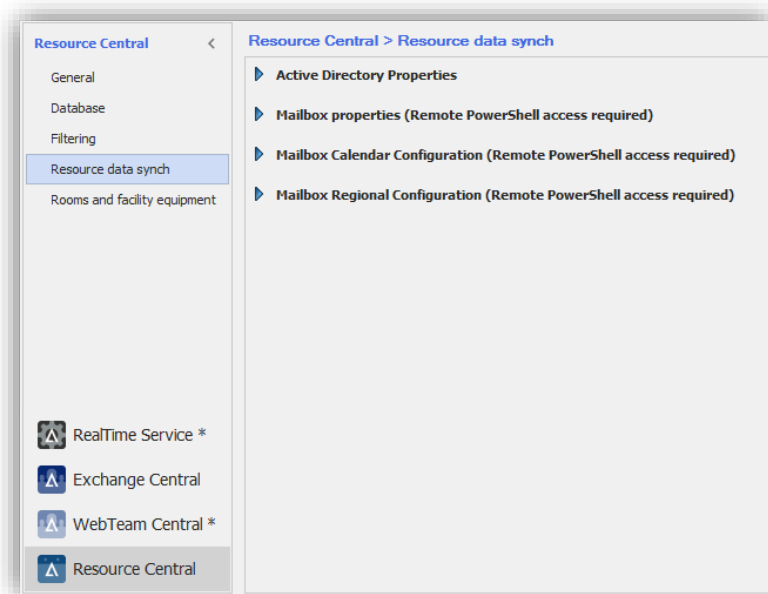 Resource Central
General
Database
Filtering
Resource data synch
Rooms and facility equipment
RealTime Service *
Exchange Central
WebTeam Central *
Resource Central
Resource Central > Resource data synch
Active Directory Properties
Mailbox properties (Remote PowerShell access required)
Mailbox Calendar Configuration (Remote PowerShell access required)
Mailbox Regional Configuration (Remote PowerShell access required)